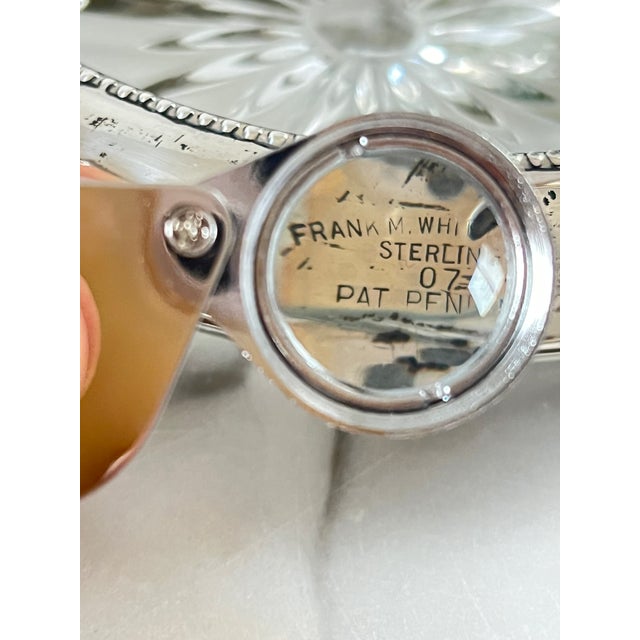 FRANK M. WHI
STERLIN
07
PAT PEN